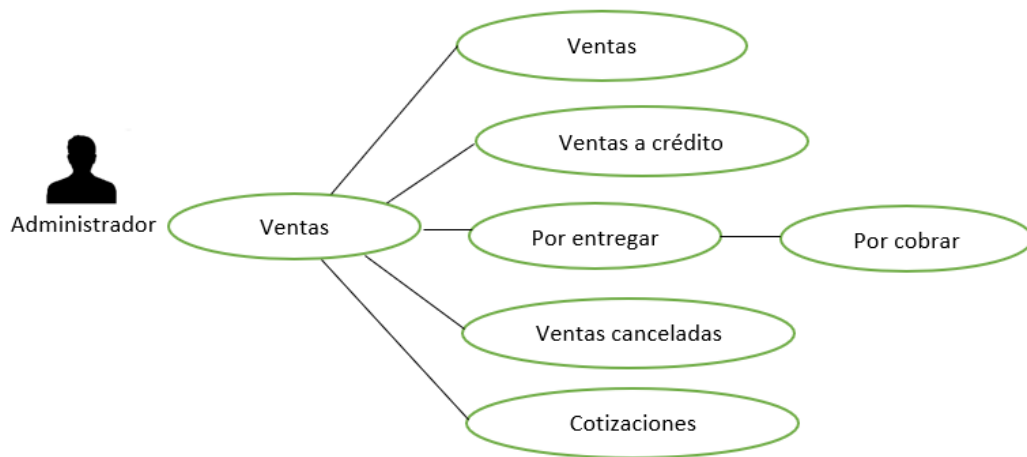 Ventas
Ventas a crédito
Administrador
Ventas
Por entregar
Por cobrar
Ventas canceladas
Cotizaciones